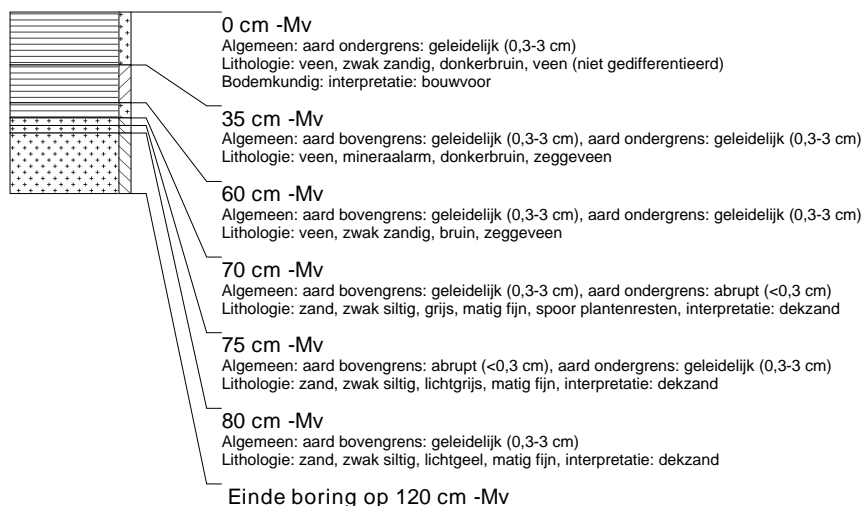 0 cm -Mv
Algemeen: aard ondergrens: geleidelijk (0,3-3 cm)
Lithologie: veen, zwak zandig, donkerbruin, veen (niet gedifferentieerd)
Bodemkundig: interpretatie: bouwvoor
35 cm -Mv
Algemeen: aard bovengrens: geleidelijk (0,3-3 cm), aard ondergrens: geleidelijk (0,3-3 cm)
Lithologie: veen, mineraalarm, donkerbruin, zeggeveen
60 cm -Mv
Algemeen: aard bovengrens: geleidelijk (0,3-3 cm), aard ondergrens: geleidelijk (0,3-3 cm)
Lithologie: veen, zwak zandig, bruin, zeggeveen
70 cm -Mv
Algemeen: aard bovengrens: geleidelijk (0,3-3 cm), aard ondergrens: abrupt (<0,3 cm)
Lithologie: zand, zwak siltig, grijs, matig fijn, spoor plantenresten, interpretatie: dekzand
75 cm -Mv
Algemeen: aard bovengrens: abrupt (<0,3 cm), aard ondergrens: geleidelijk (0,3-3 cm)
Lithologie: zand, zwak siltig, lichtgrijs, matig fijn, interpretatie: dekzand
80 cm -Mv
Algemeen: aard bovengrens: geleidelijk (0,3-3 cm)
Lithologie: zand, zwak siltig, lichtgeel, matig fijn, interpretatie: dekzand
Einde boring op 120 cm -Mv